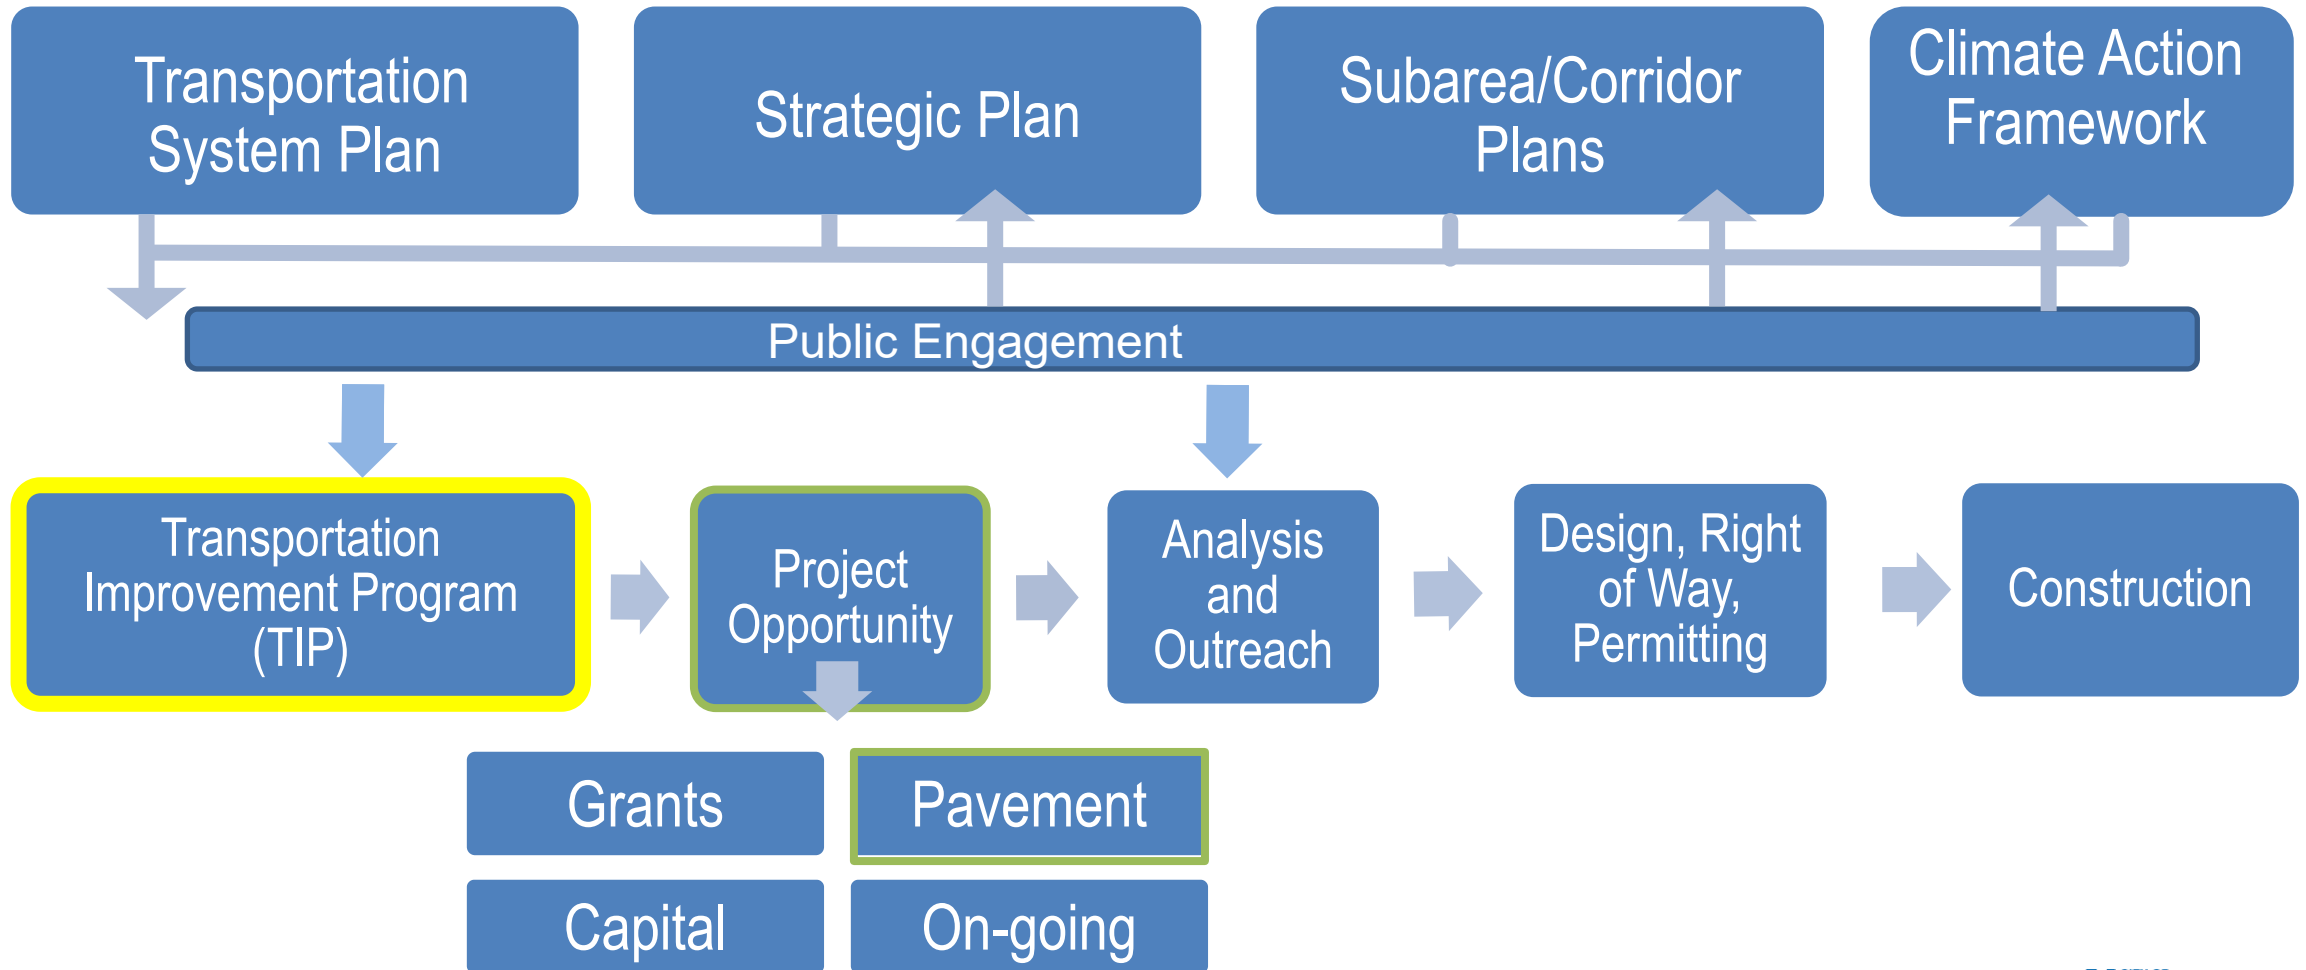 Transportation
System Plan
Strategic Plan
Subarea/Corridor
Plans
Climate Action
Framework
Public Engagement
Transportation
Improvement Program
(TIP)
Project
Opportunity
Analysis
and
Outreach
Design, Right
of Way,
Permitting
Construction
Grants
Pavement
Capital
On-going